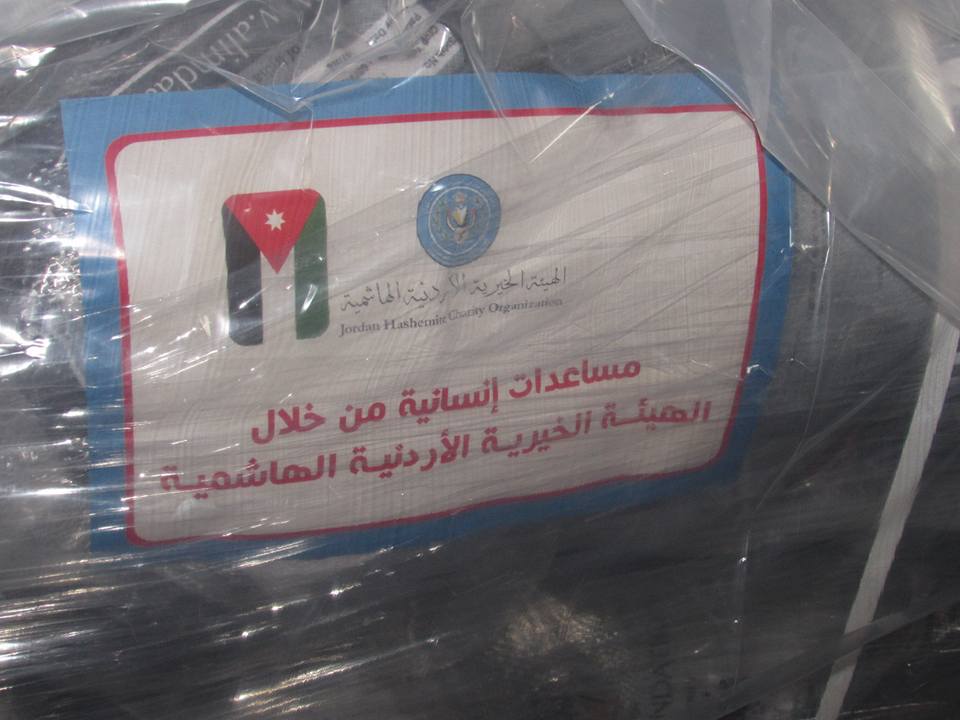 الهيئة الخيرية الأردنية الهاشمية
Jordan Hashemite Charity Organization
مساعدات إنسانية من خلال
الهيئة الخيرية الأردنية الهاشمية